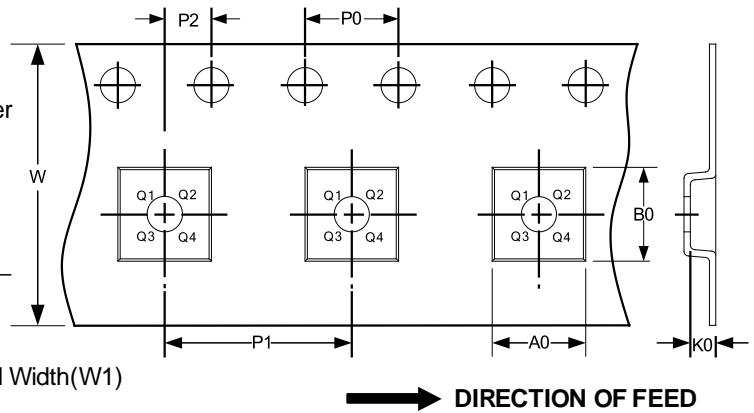 P2
P0
er
W
Q1 Q2
Q3 Q4
Q1 Q2
Q3 Q4
Q1 Q2
Q3 Q4
B0
P1
A0
K0
l Width(W1)
DIRECTION OF FEED